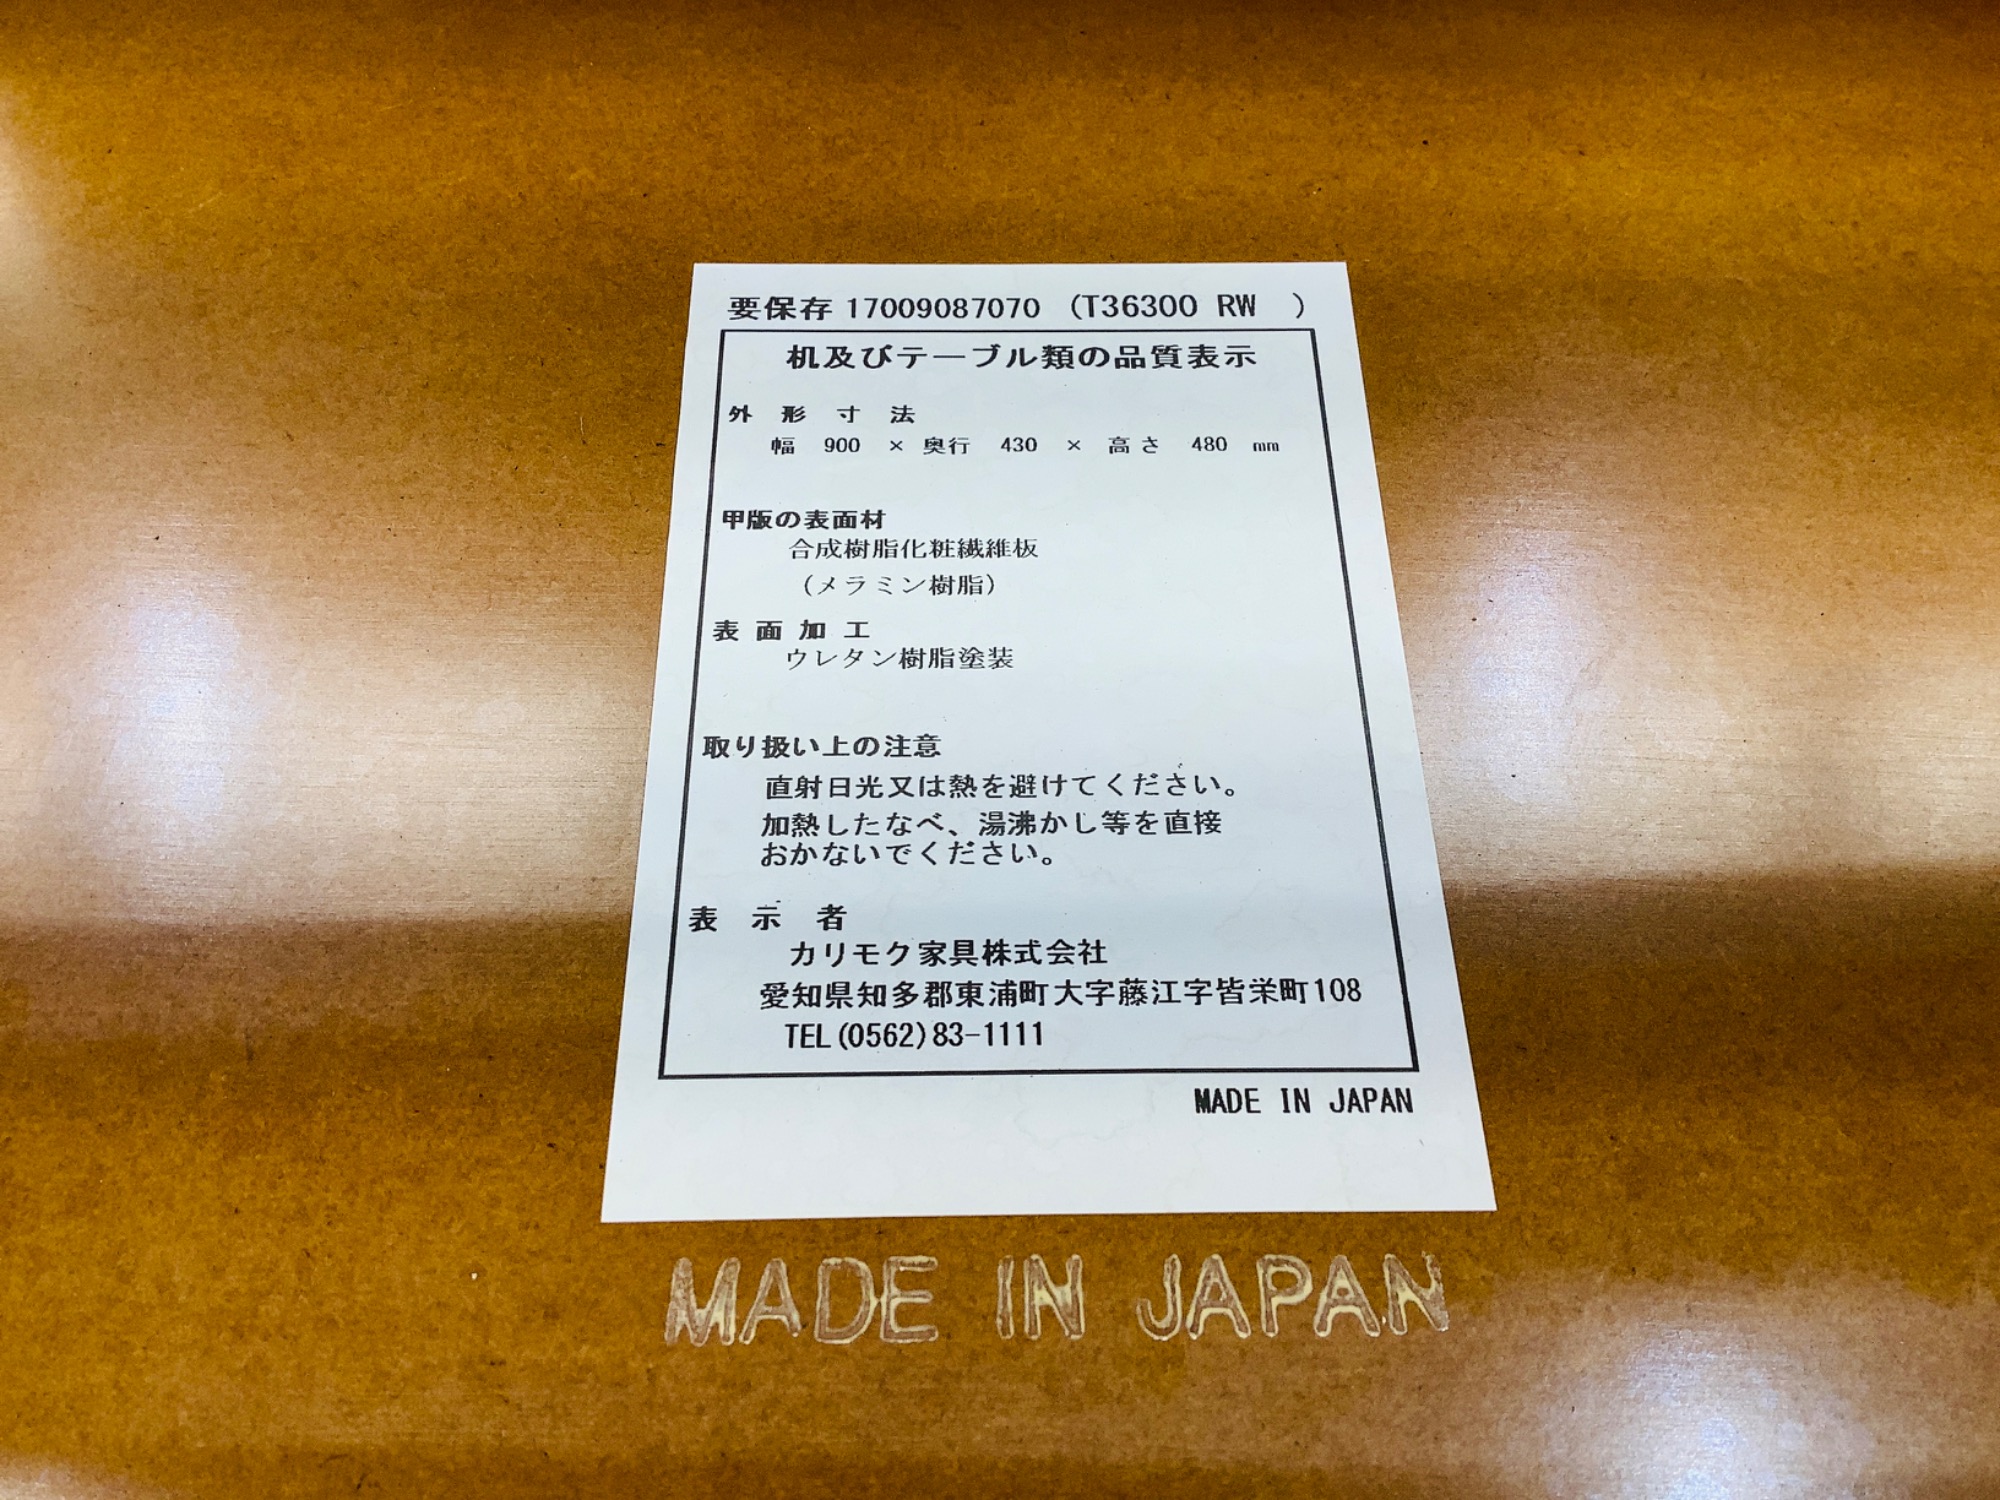 要保存 17009087070 (T36300 RW )
机及びテーブル類の品質表示
外形寸法
幅 900 × 奥行 430 × 高さ 480 mm
甲版の表面材
合成樹脂化粧繊維板
(メラミン樹脂)
表面加工
ウレタン樹脂塗装
取り扱い上の注意
直射日光又は熱を避けてください。
加熱したなべ、湯沸かし等を直接
おかないでください。
表示者
カリモク家具株式会社
愛知県知多郡東浦町大字藤江字皆栄町108
TEL(0562)83-1111
MADE IN JAPAN
MADE IN JAPAN